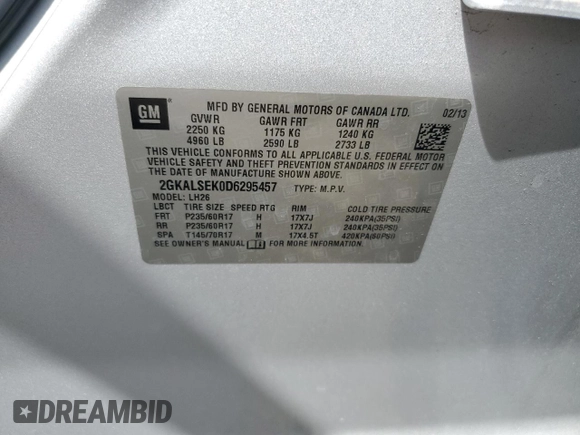 GM
MFD BY GENERAL MOTORS OF CANADA LTD. 02/13
GVWR GAWR FRT GAWR RR
2250 KG 1175 KG 1240 KG
4960 LB 2590 LB 2733 LB
THIS VEHICLE CONFORMS TO ALL APPLICABLE U.S. FEDERAL MOTOR
VEHICLE SAFETY AND THEFT PREVENTION STANDARDS IN EFFECT ON
THE DATE OF MANUFACTURE SHOWN ABOVE.
2GKALSEK0D6295457 TYPE: M.P.V.
MODEL: LH26
LBCT TIRE SIZE SPEED RTG RIM COLD TIRE PRESSURE
FRT P235/60R17 H 17X7J 240KPA(35PSI)
RR P235/60R17 H 17X7J 240KPA(35PSI)
SPA T145/70R17 M 17X4.5T 420KPA(60PSI)
SEE OWNER'S MANUAL FOR MORE INFORMATION.
DREAMBID